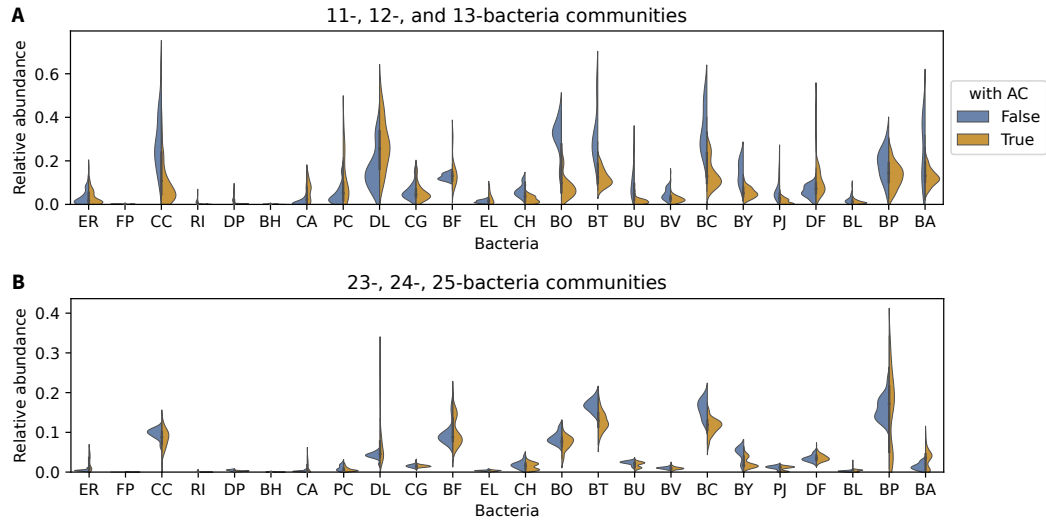 A
11-, 12-, and 13-bacteria communities
Relative abundance
0.6
0.4
0.2
0.0
ER FP CC RI DP BH CA PC DL CG BF EL CH BO BT BU BV BC BY PJ DF BL BP BA
Bacteria
with AC
False
True
B
23-, 24-, 25-bacteria communities
Relative abundance
0.4
0.3
0.2
0.1
0.0
ER FP CC RI DP BH CA PC DL CG BF EL CH BO BT BU BV BC BY PJ DF BL BP BA
Bacteria